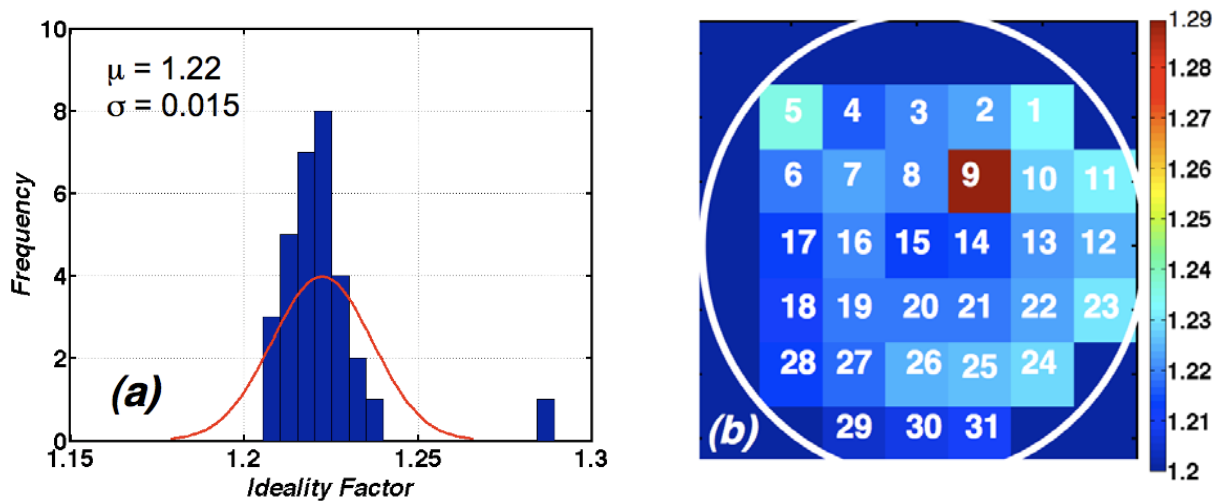 10
8
6
4
2
0
Frequency
μ = 1.22
σ = 0.015
(a)
1.15 1.2 1.25 1.3
Ideality Factor
5 4 3 2 1
6 7 8 9 10 11
17 16 15 14 13 12
18 19 20 21 22 23
28 27 26 25 24
(b) 29 30 31
1.29
1.28
1.27
1.26
1.25
1.24
1.23
1.22
1.21
1.2